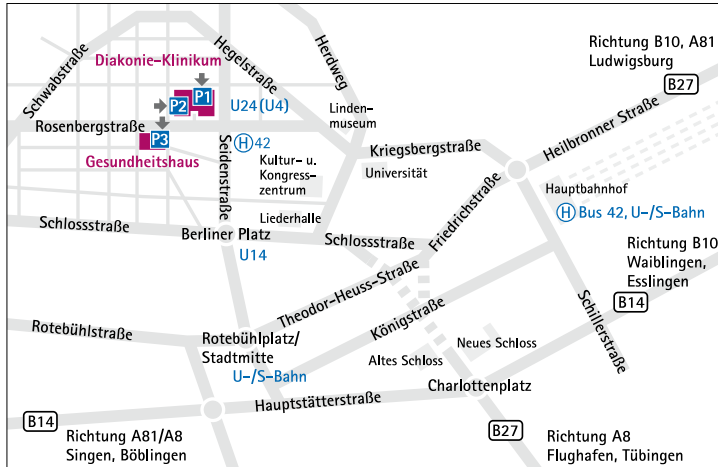 Schwabstraße
Diakonie-Klinikum
Hegelstraße
Herdweg
Richtung B10, A81
Ludwigsburg
B27
P1
P2
U24 (U4)
Linden-
museum
Rosenbergstraße
P3
Gesundheitshaus
Seidenstraße
H 42
Kultur- u.
Kongress-
zentrum
Kriegsbergstraße
Universität
Heilbronner Straße
Hauptbahnhof
H Bus 42, U-/S-Bahn
Liederhalle
Schlossstraße
Berliner Platz
U14
Schlossstraße
Friedrichstraße
Richtung B10
Waiblingen,
Esslingen
B14
Theodor-Heuss-Straße
Königstraße
Schillerstraße
Rotebühlstraße
Rotebühlplatz/
Stadtmitte
U-/S-Bahn
Neues Schloss
Altes Schloss
Charlottenplatz
Hauptstätterstraße
B14
Richtung A81/A8
Singen, Böblingen
B27
Richtung A8
Flughafen, Tübingen